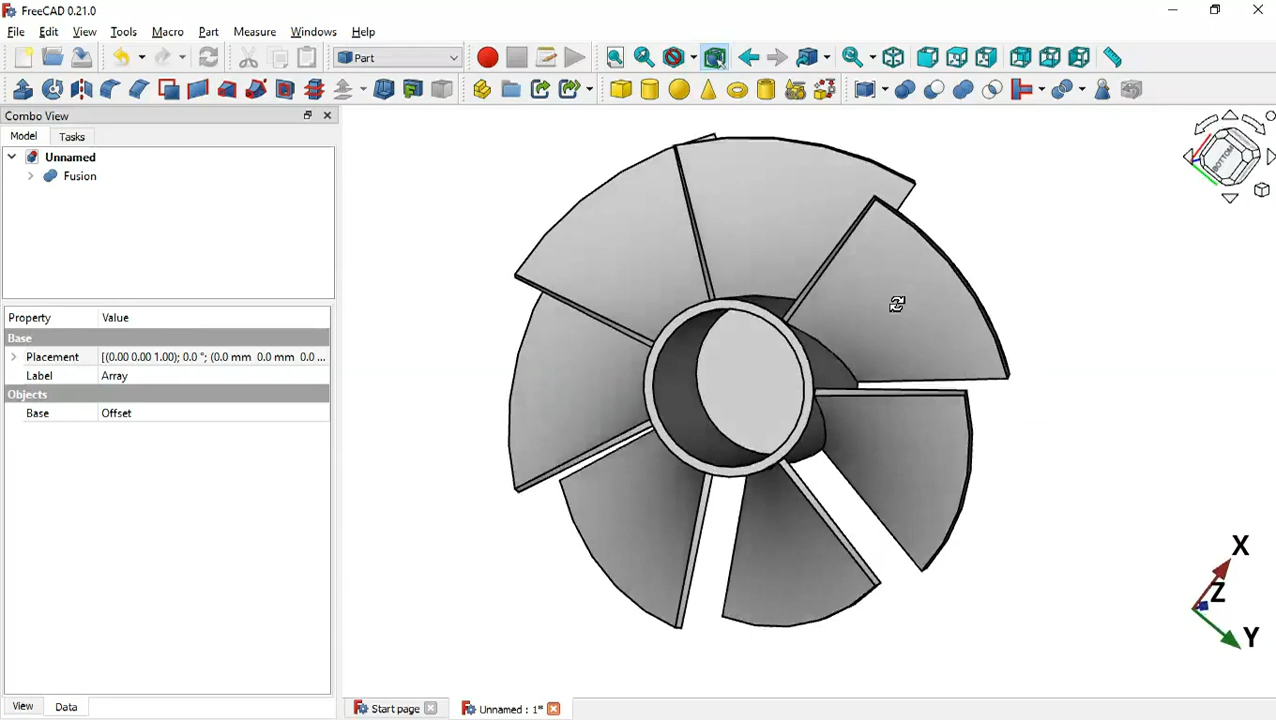 FreeCAD 0.21.0
File Edit View Tools Macro Part Measure Windows Help
Part
Combo View
Model Tasks
Unnamed
Fusion
Property Value
Base
Placement [(0.00 0.00 1.00); 0.0 °; (0.0 mm 0.0 mm 0.0 ...
Label Array
Objects
Base Offset
BOTTOM
X
Z
Y
View Data
Start page Unnamed : 1*